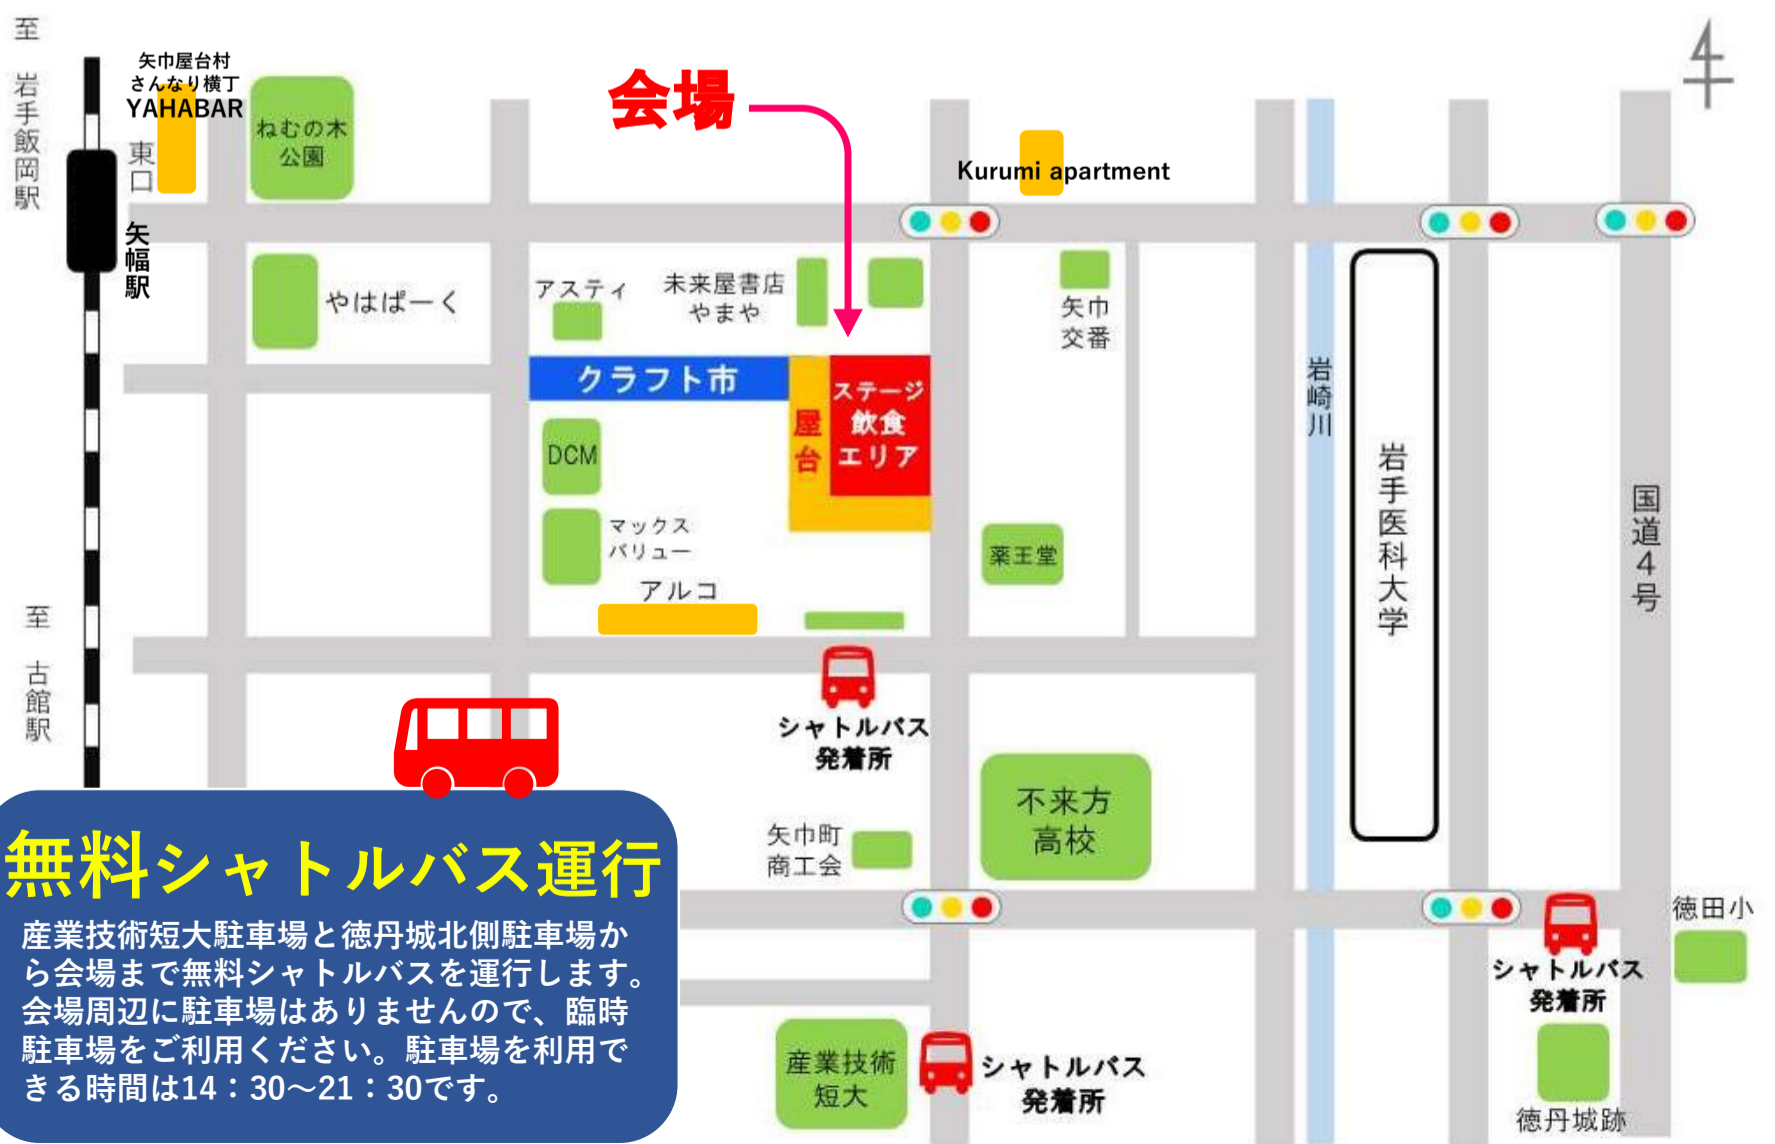 至 岩手飯岡駅
矢巾屋台村
さんなり横丁
YAHABAR
東口
矢幅駅
ねむの木
公園
会場
Kurumi apartment
やはぱーく
アスティ
未来屋書店
やまや
矢巾
交番
クラフト市
屋台
ステージ
飲食
エリア
DCM
マックス
バリュー
アルコ
薬王堂
岩崎川
岩手医科大学
国道4号
至 古館駅
シャトルバス
発着所
不来方
高校
矢巾町
商工会
無料シャトルバス運行
産業技術短大駐車場と徳丹城北側駐車場か
ら会場まで無料シャトルバスを運行します。
会場周辺に駐車場はありませんので、臨時
駐車場をご利用ください。駐車場を利用で
きる時間は14：30～21：30です。
徳田小
シャトルバス
発着所
産業技術
短大
シャトルバス
発着所
徳丹城跡